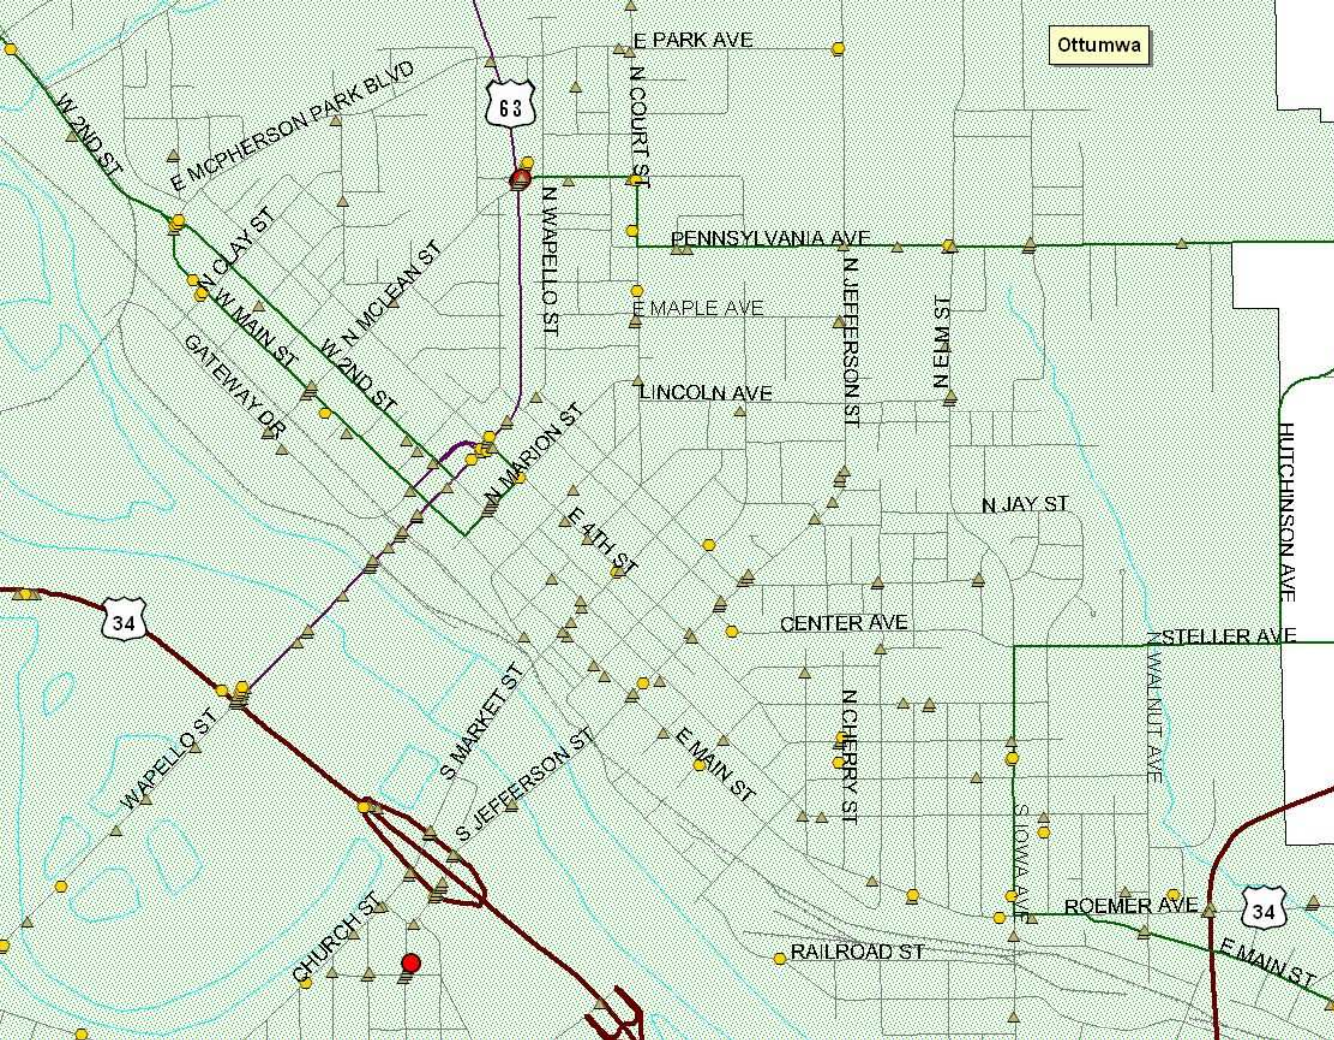 E PARK AVE
Ottumwa
63
E MCPHERSON PARK BLVD
W 2ND ST
N COURT ST
N CLAY ST
N WAPELLO ST
PENNSYLVANIA AVE
N MCLEAN ST
N JEFFERSON ST
N ELM ST
E MAPLE AVE
W MAIN ST
GATEWAY DR
W 2ND ST
LINCOLN AVE
N MARION ST
HUTCHINSON AVE
N JAY ST
E 4TH ST
34
CENTER AVE
STELLER AVE
N WALNUT AVE
S MARKET ST
N CHERRY ST
WAPELLO ST
E MAIN ST
S JEFFERSON ST
S IOWA AVE
CHURCH ST
ROEMER AVE
34
RAILROAD ST
E MAIN ST